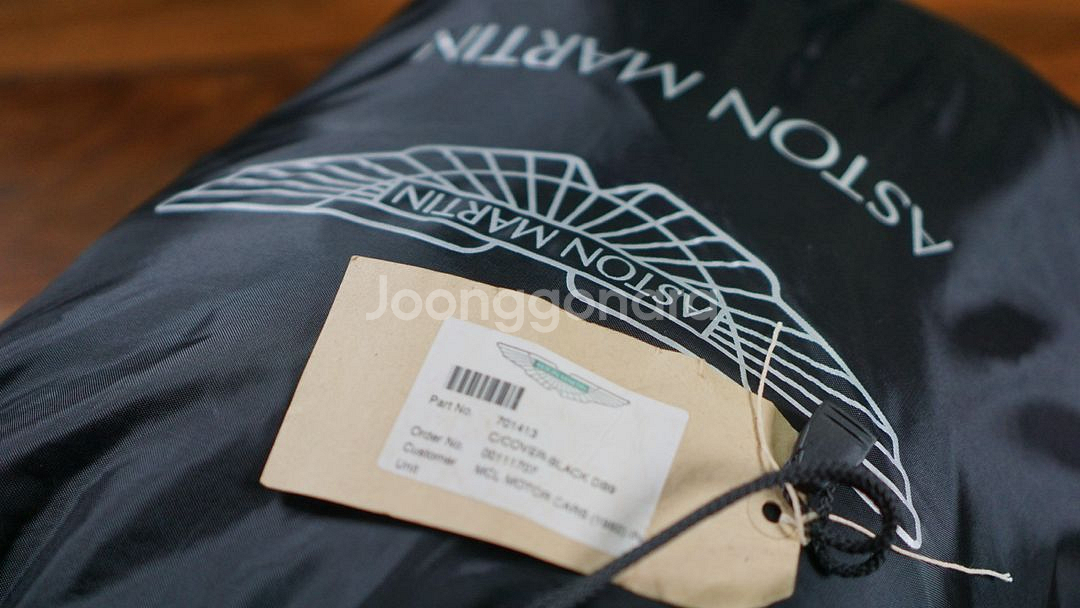 ASTON MARTIN
ASTON MARTIN
Joonggonara
Part No. 701413
C/COVER-BLACK DB9
Order No. 00111707
Customer MCL MOTOR CARS (1992)
Unit